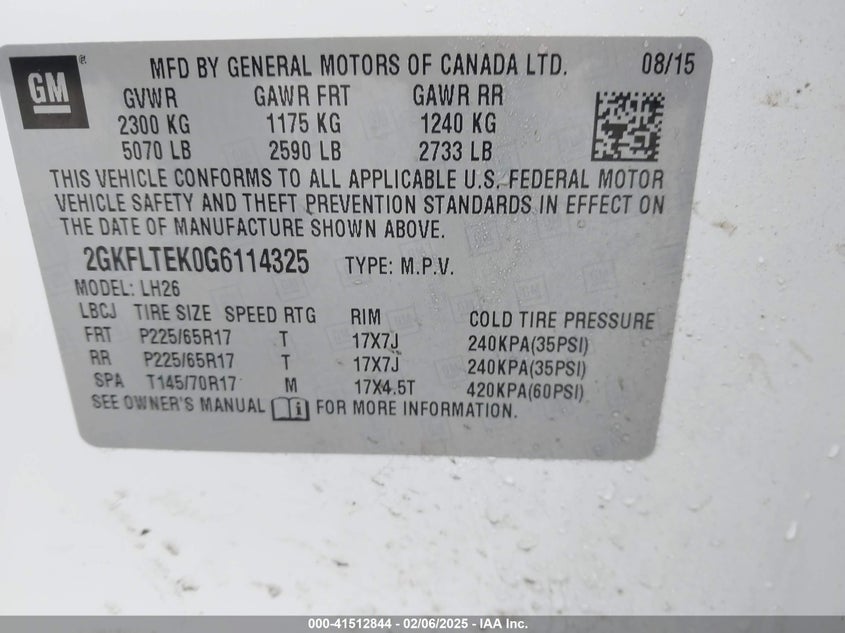 GM ® MFD BY GENERAL MOTORS OF CANADA LTD. 08/15
GVWR GAWR FRT GAWR RR
2300 KG 1175 KG 1240 KG
5070 LB 2590 LB 2733 LB
THIS VEHICLE CONFORMS TO ALL APPLICABLE U.S. FEDERAL MOTOR
VEHICLE SAFETY AND THEFT PREVENTION STANDARDS IN EFFECT ON
THE DATE OF MANUFACTURE SHOWN ABOVE.
2GKFLTEK0G6114325 TYPE: M.P.V.
MODEL: LH26
LBCJ TIRE SIZE SPEED RTG RIM COLD TIRE PRESSURE
FRT P225/65R17 T 17X7J 240KPA(35PSI)
RR P225/65R17 T 17X7J 240KPA(35PSI)
SPA T145/70R17 M 17X4.5T 420KPA(60PSI)
SEE OWNER'S MANUAL i FOR MORE INFORMATION.
000-41512844 - 02/06/2025 - IAA Inc.